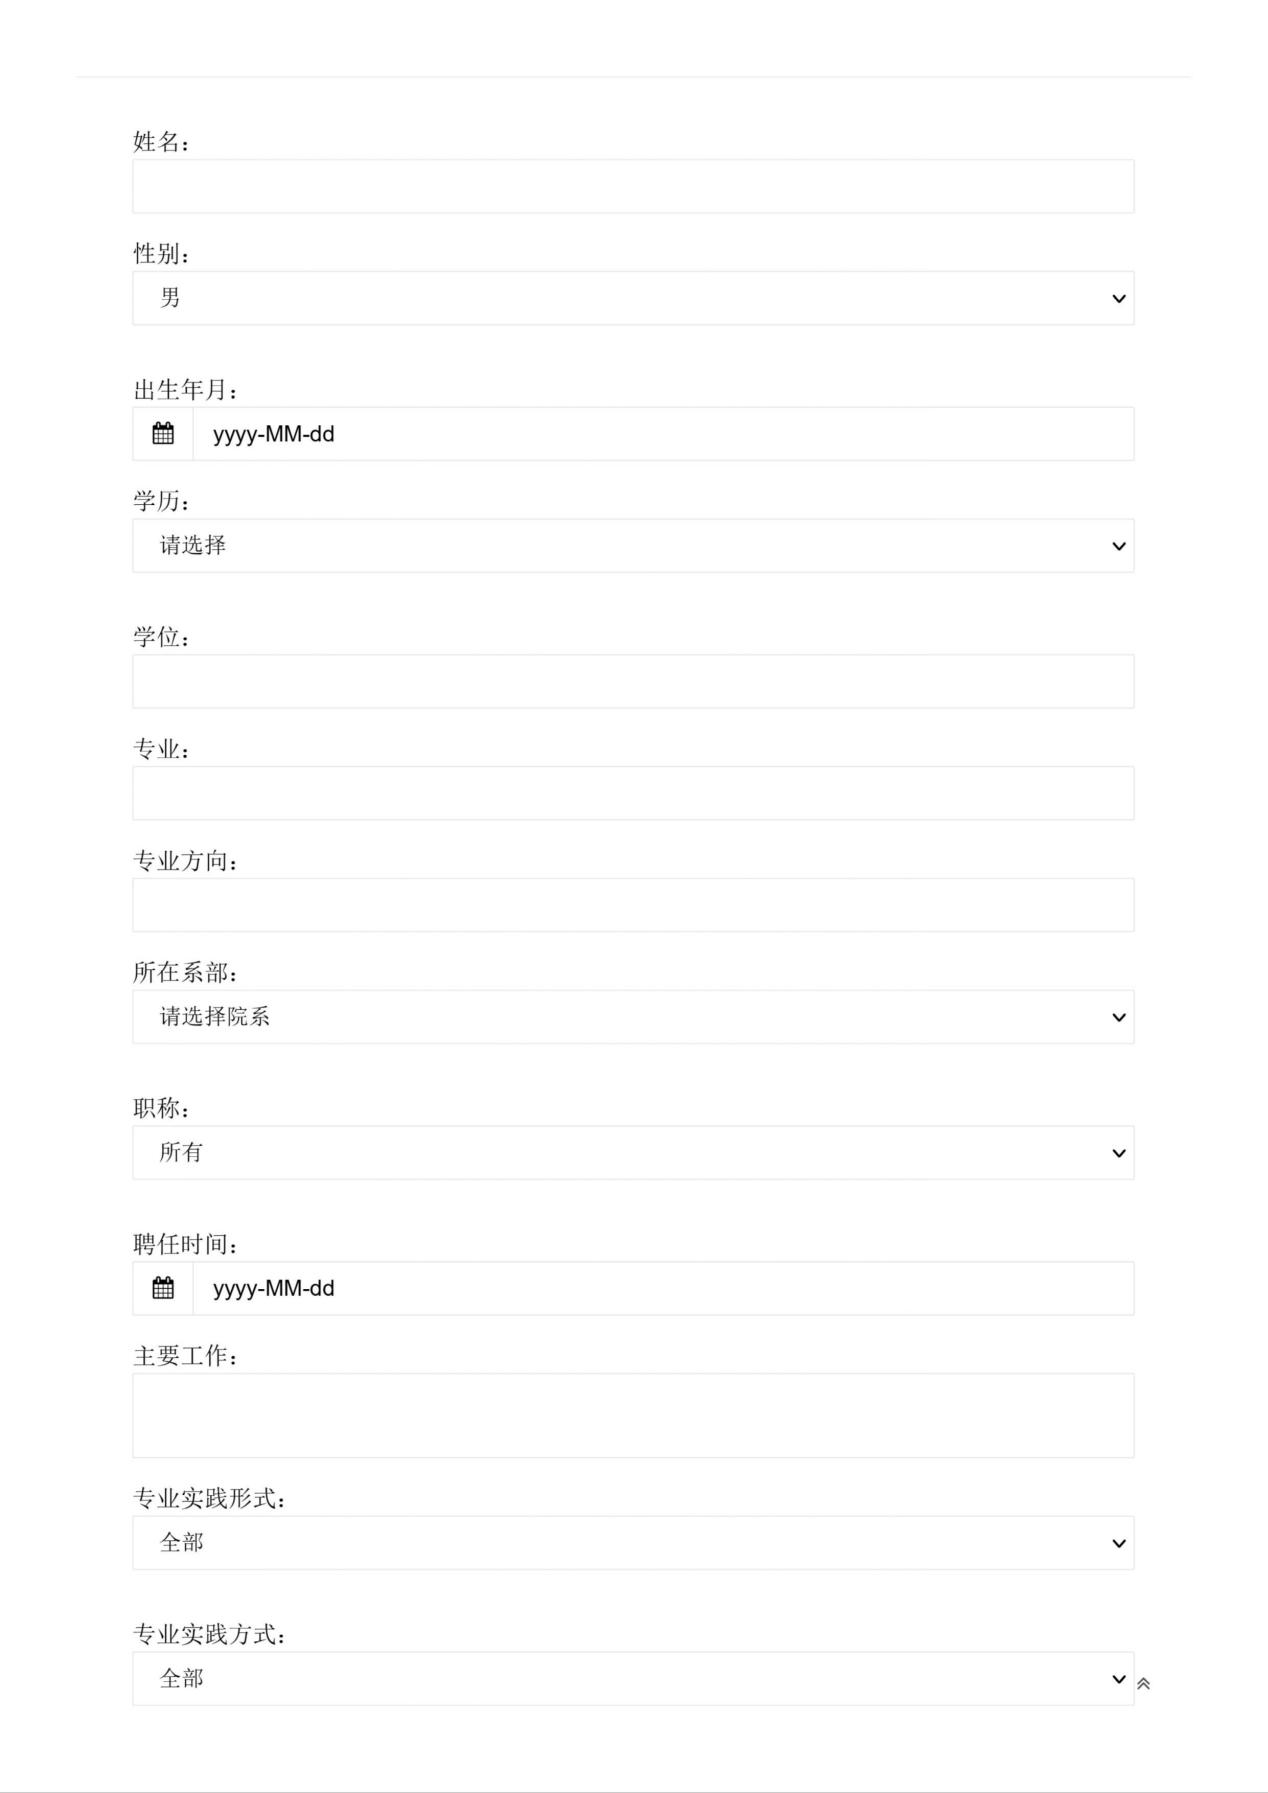 姓名：
性别：
男
出生年月：
yyyy-MM-dd
学历：
请选择
学位：
专业：
专业方向：
所在系部：
请选择院系
职称：
所有
聘任时间：
yyyy-MM-dd
主要工作：
专业实践形式：
全部
专业实践方式：
全部